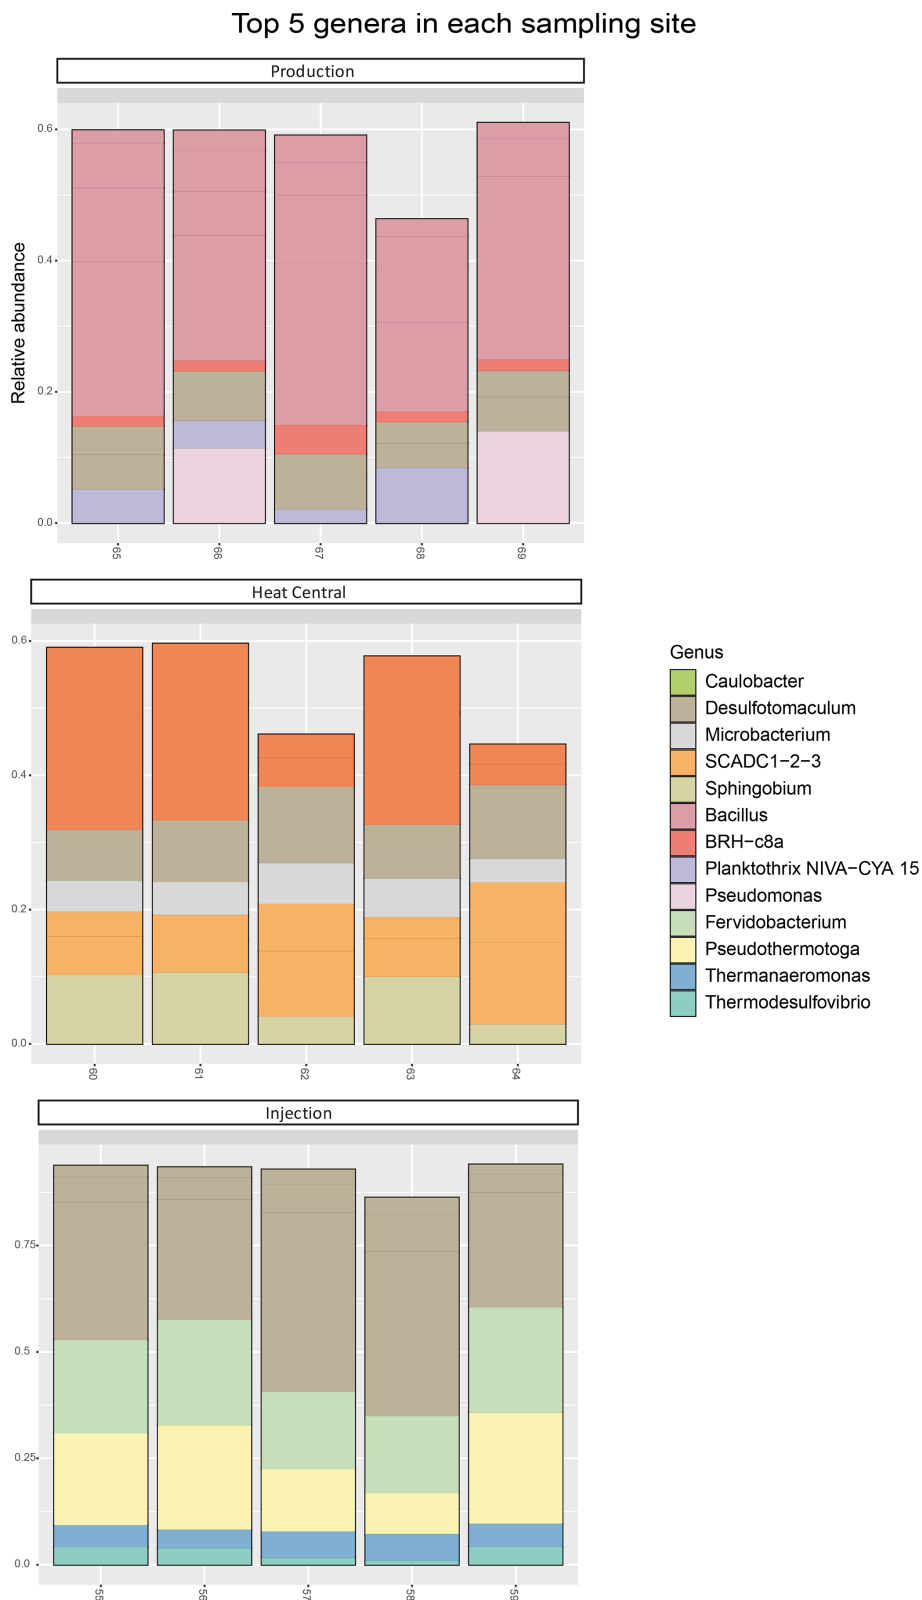 Top 5 genera in each sampling site
Production
Relative abundance
0.6
0.4
0.2
0.0
65
66
67
68
69
Heat Central
0.6
0.4
0.2
0.0
60
61
62
63
64
Genus
Caulobacter
Desulfotomaculum
Microbacterium
SCADC1−2−3
Sphingobium
Bacillus
BRH−c8a
Planktothrix NIVA−CYA 15
Pseudomonas
Fervidobacterium
Pseudothermotoga
Thermanaeromonas
Thermodesulfovibrio
Injection
0.75
0.5
0.25
0.0
55
56
57
58
59